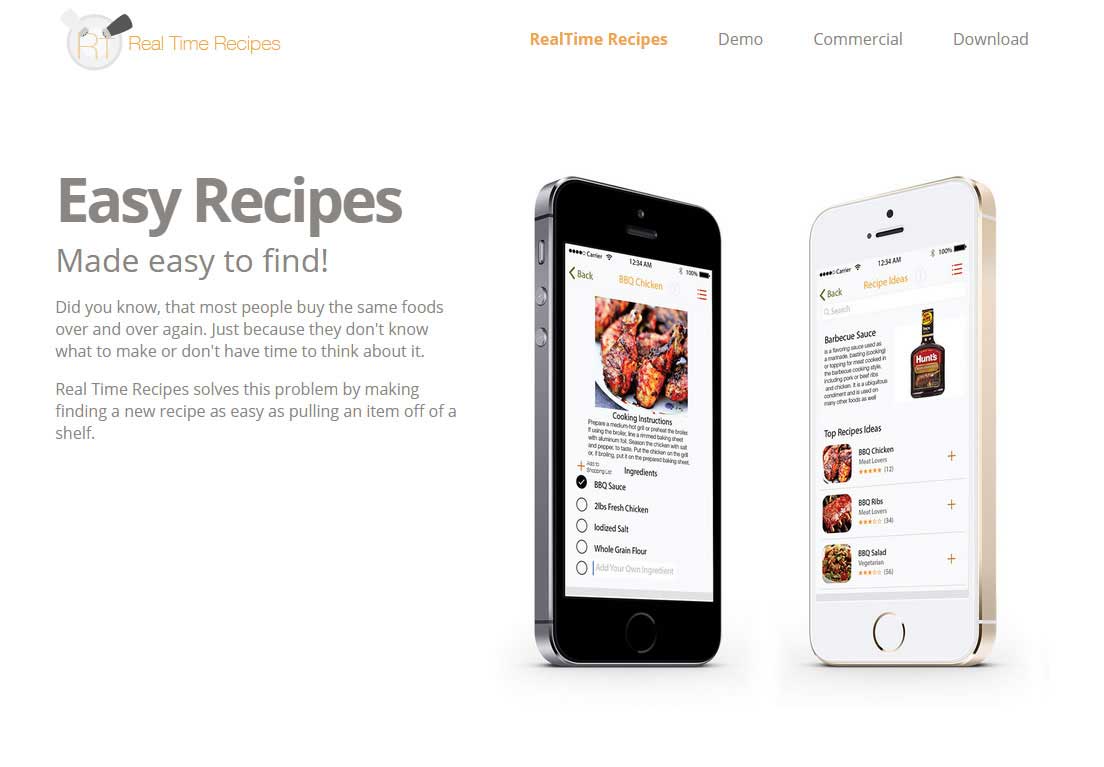 RT
Real Time Recipes
RealTime Recipes
Demo
Commercial
Download
Easy Recipes
Made easy to find!
Did you know, that most people buy the same foods
over and over again. Just because they don't know
what to make or don't have time to think about it.
Real Time Recipes solves this problem by making
finding a new recipe as easy as pulling an item off of a
shelf.
Carrier
12:34 AM
100%
Back
BBQ Chicken
Cooking Instructions
Prepare a medium-hot grill or preheat the broiler.
If using the broiler, line a rimmed baking sheet
with aluminum foil. Season the chicken with salt
and pepper, to taste. Put the chicken on the grill
or, if broiling, put it on the prepared baking sheet.
Add to
Shopping List
Ingredients
BBQ Sauce
2lbs Fresh Chicken
Iodized Salt
Whole Grain Flour
Add Your Own Ingredient
Carrier
12:34 AM
100%
Back
Recipe Ideas
Search
Barbecue Sauce
is a flavoring sauce used as
a marinade, basting (cooking)
or topping for meat cooked in
the barbecue cooking style,
including pork or beef ribs
and chicken. It is a ubiquitous
condiment and is used on
many other foods as well
Hunt's
Top Recipes Ideas
BBQ Chicken
Meat Lovers
(12)
BBQ Ribs
Meat Lovers
(34)
BBQ Salad
Vegetarian
(56)